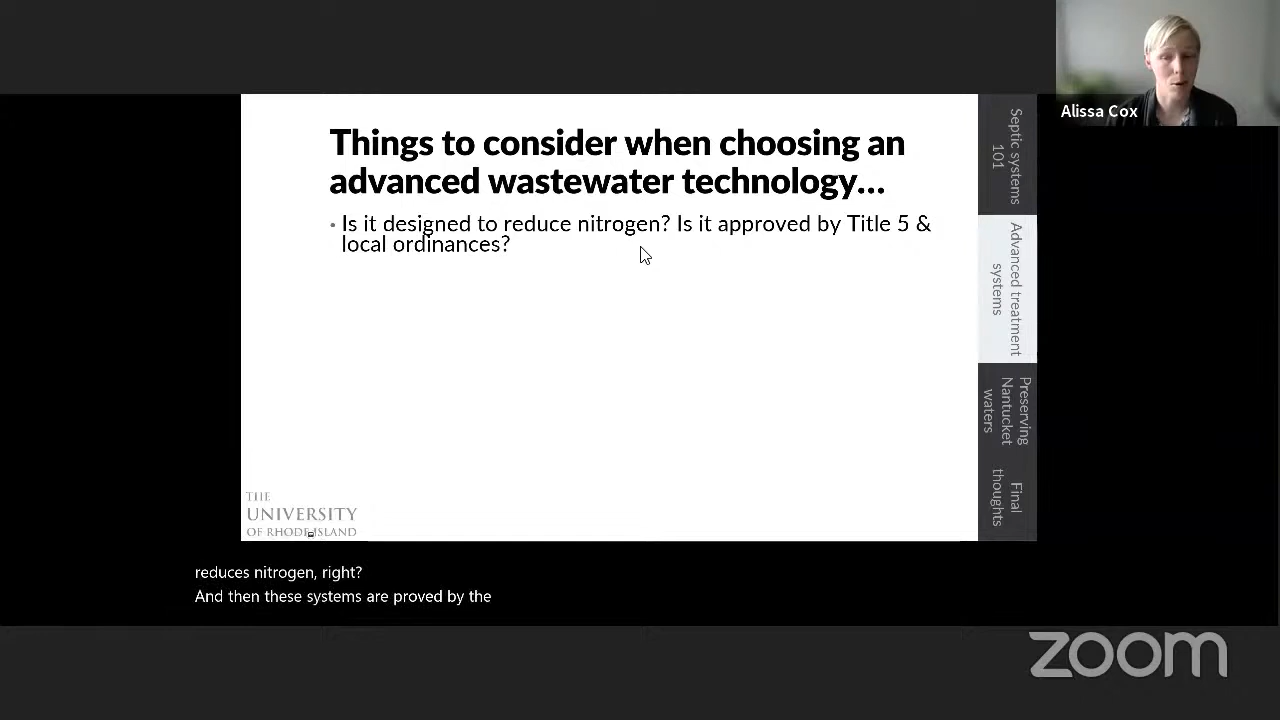 Alissa Cox
Things to consider when choosing an
advanced wastewater technology...
• Is it designed to reduce nitrogen? Is it approved by Title 5 &
local ordinances?
Septic systems
101
Advanced treatment
systems
Preserving
Nantucket
waters
Final
thoughts
THE
UNIVERSITY
OF RHODE ISLAND
reduces nitrogen, right?
And then these systems are proved by the
zoom